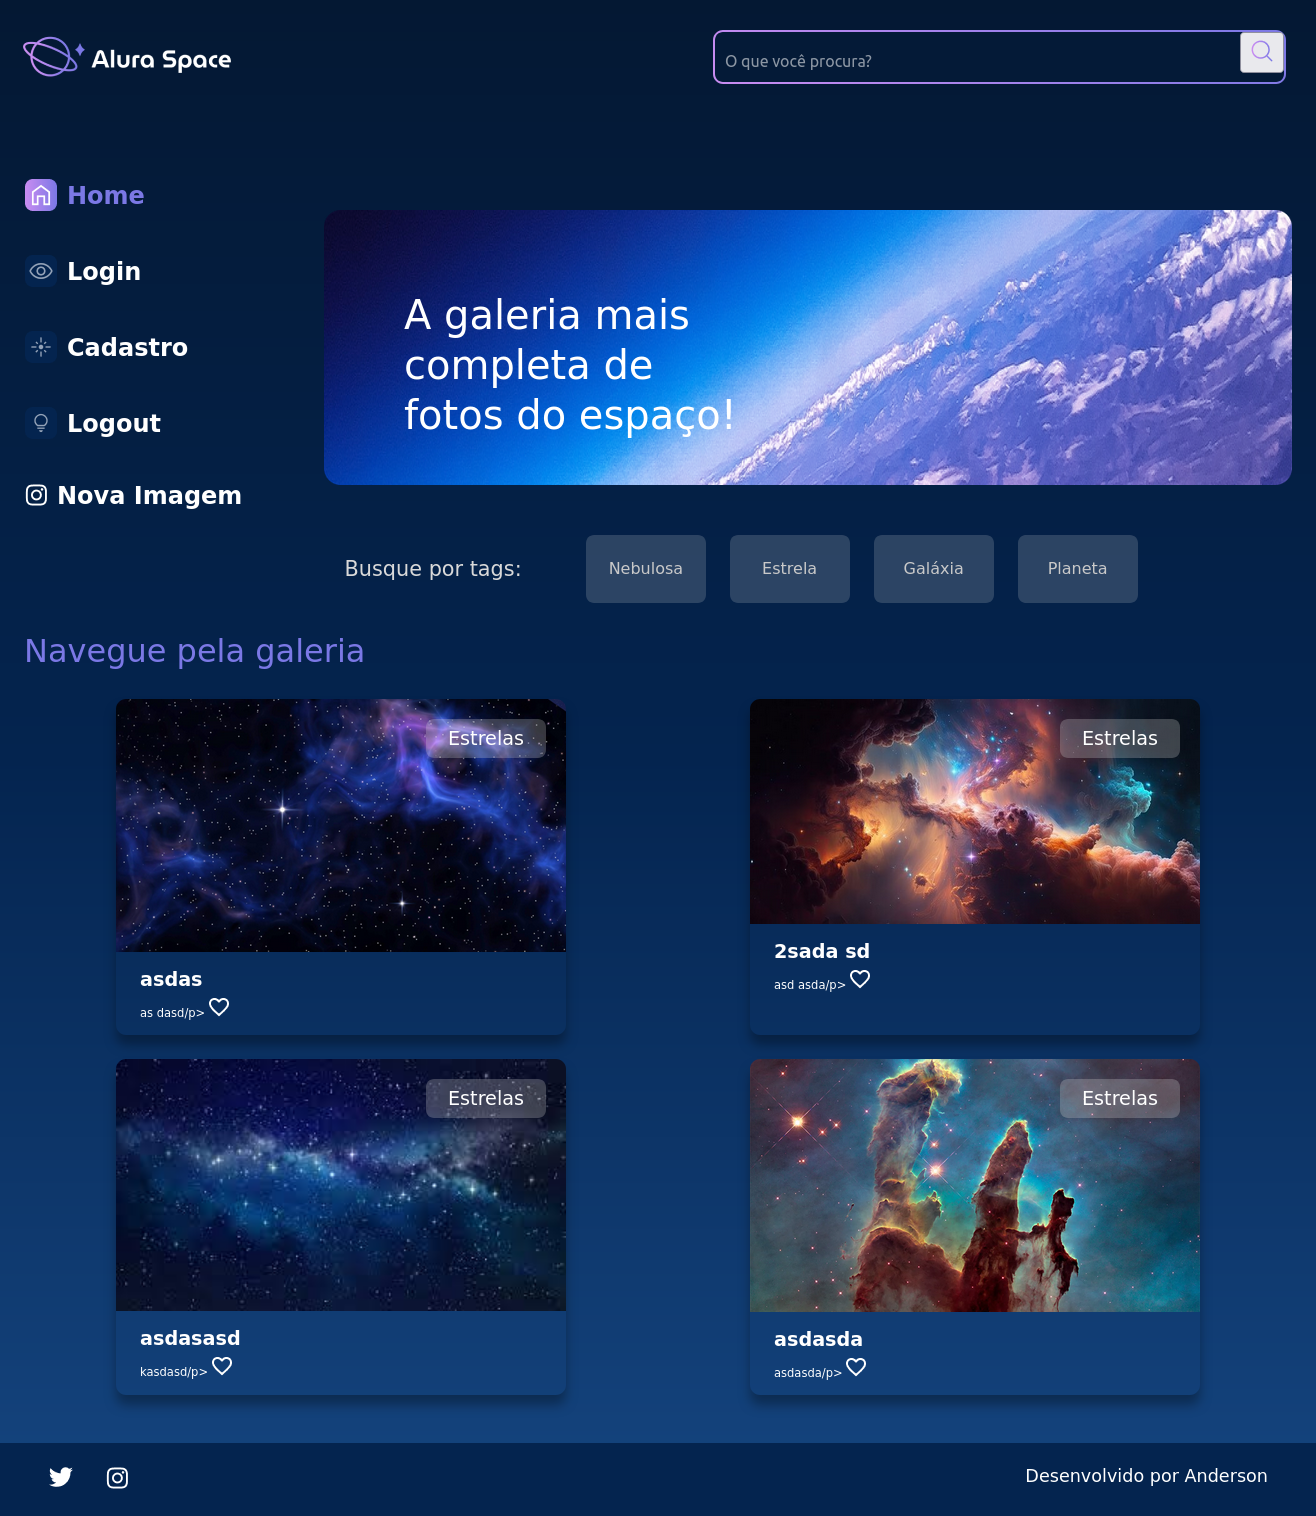 Alura Space
O que você procura?
Home
Login
Cadastro
Logout
Nova Imagem
A galeria mais
completa de
fotos do espaço!
Busque por tags:
Nebulosa
Estrela
Galáxia
Planeta
Navegue pela galeria
Estrelas
asdas
as dasd/p>
Estrelas
2sada sd
asd asda/p>
Estrelas
asdasasd
kasdasd/p>
Estrelas
asdasda
asdasda/p>
Desenvolvido por Anderson